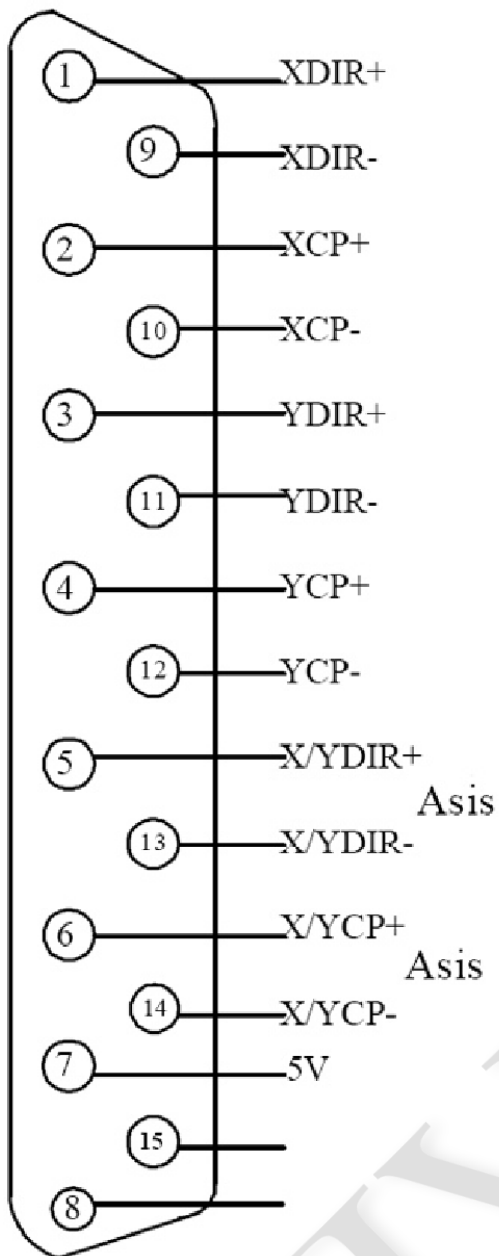 1 XDIR+
9 XDIR-
2 XCP+
10 XCP-
3 YDIR+
11 YDIR-
4 YCP+
12 YCP-
5 X/YDIR+
Asis
13 X/YDIR-
6 X/YCP+
Asis
14 X/YCP-
7 5V
15
8